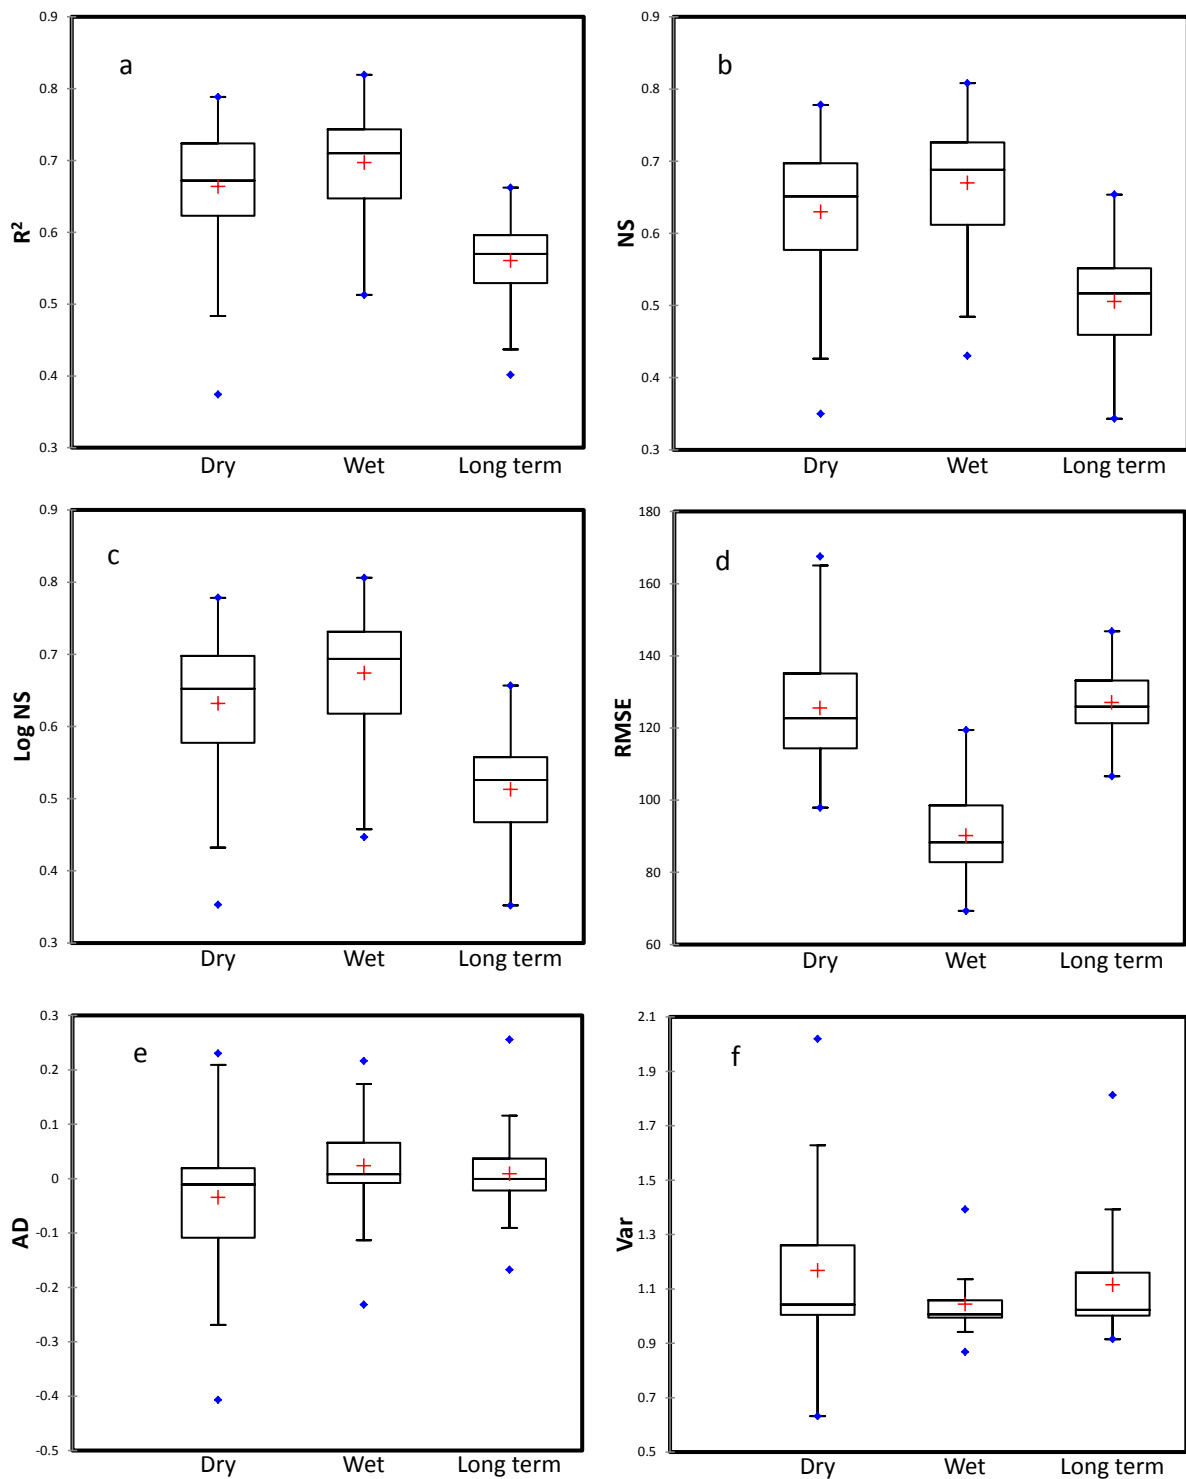 a
0.9
0.8
0.7
0.6
0.5
0.4
0.3
R²
Dry Wet Long term
b
0.9
0.8
0.7
0.6
0.5
0.4
0.3
NS
Dry Wet Long term
c
0.9
0.8
0.7
0.6
0.5
0.4
0.3
Log NS
Dry Wet Long term
d
180
160
140
120
100
80
60
RMSE
Dry Wet Long term
e
0.3
0.2
0.1
0
-0.1
-0.2
-0.3
-0.4
-0.5
AD
Dry Wet Long term
f
2.1
1.9
1.7
1.5
1.3
1.1
0.9
0.7
0.5
Var
Dry Wet Long term